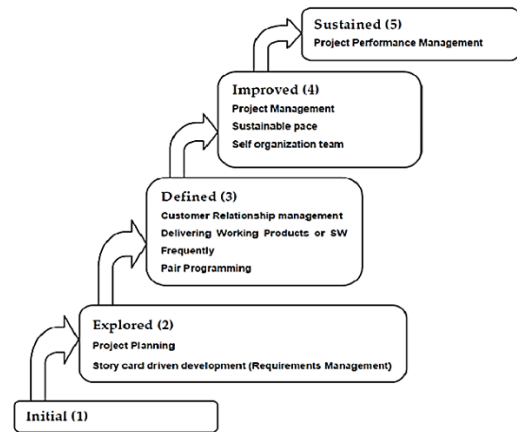 Sustained (5)
Project Performance Management
Improved (4)
Project Management
Sustainable pace
Self organization team
Defined (3)
Customer Relationship management
Delivering Working Products or SW
Frequently
Pair Programming
Explored (2)
Project Planning
Story card driven development (Requirements Management)
Initial (1)